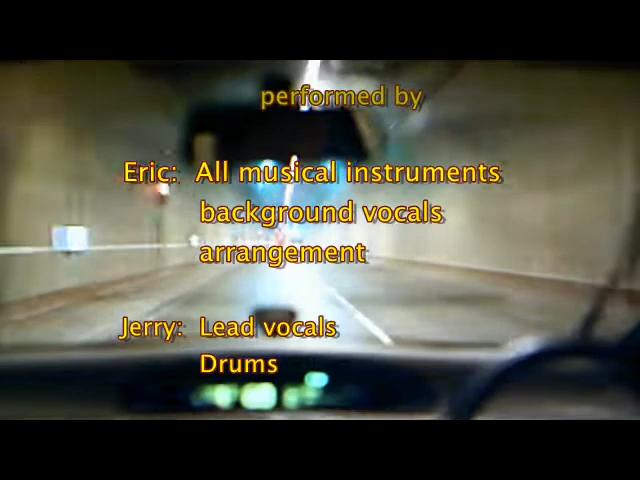 performed by
Eric: All musical instruments
background vocals
arrangement
Jerry: Lead vocals
Drums